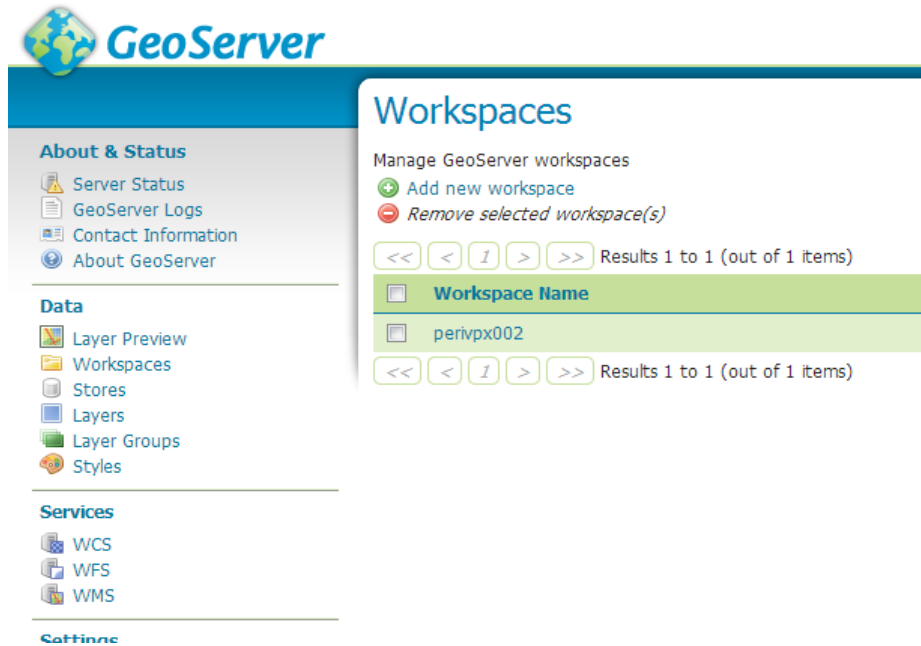 GeoServer
About & Status
Server Status
GeoServer Logs
Contact Information
About GeoServer
Data
Layer Preview
Workspaces
Stores
Layers
Layer Groups
Styles
Services
WCS
WFS
WMS
Settings
Workspaces
Manage GeoServer workspaces
Add new workspace
Remove selected workspace(s)
<< < 1 > >> Results 1 to 1 (out of 1 items)
Workspace Name
perivpx002
<< < 1 > >> Results 1 to 1 (out of 1 items)